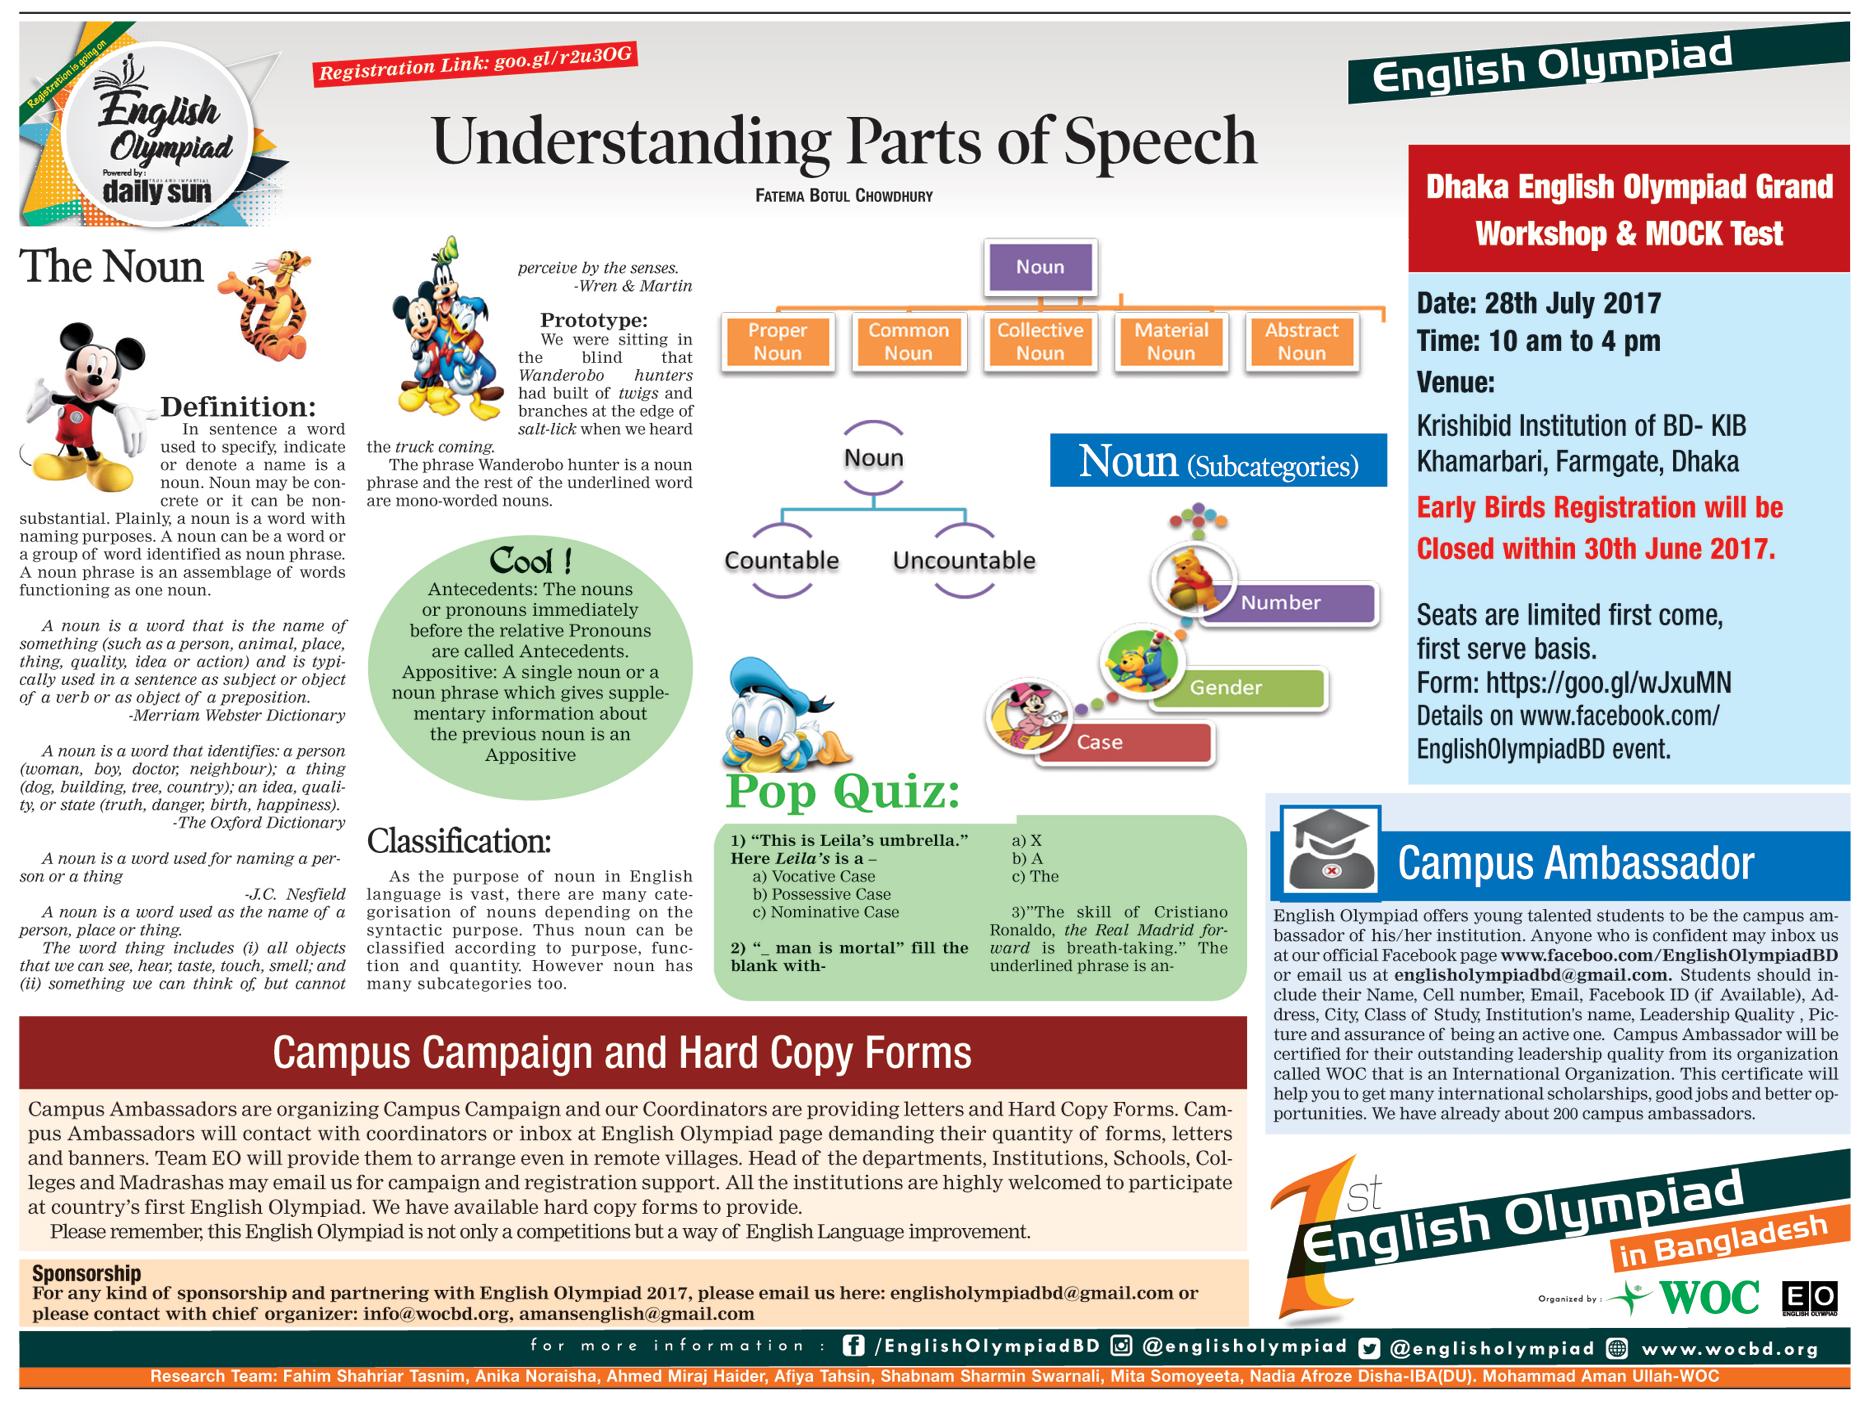 Registration is going on
English
Olympiad
Powered by :
TRUE AND IMPARTIAL
daily sun
Registration Link: goo.gl/r2u3OG
English Olympiad
Understanding Parts of Speech
FATEMA BOTUL CHOWDHURY
The Noun
Definition:
In sentence a word
used to specify, indicate
or denote a name is a
noun. Noun may be con-
crete or it can be non-
substantial. Plainly, a noun is a word with
naming purposes. A noun can be a word or
a group of word identified as noun phrase.
A noun phrase is an assemblage of words
functioning as one noun.
A noun is a word that is the name of
something (such as a person, animal, place,
thing, quality, idea or action) and is typi-
cally used in a sentence as subject or object
of a verb or as object of a preposition.
-Merriam Webster Dictionary
A noun is a word that identifies: a person
(woman, boy, doctor, neighbour); a thing
(dog, building, tree, country); an idea, quali-
ty, or state (truth, danger, birth, happiness).
-The Oxford Dictionary
A noun is a word used for naming a per-
son or a thing
-J.C. Nesfield
A noun is a word used as the name of a
person, place or thing.
The word thing includes (i) all objects
that we can see, hear, taste, touch, smell; and
(ii) something we can think of, but cannot
perceive by the senses.
-Wren & Martin
Prototype:
We were sitting in
the blind that
Wanderobo hunters
had built of twigs and
branches at the edge of
salt-lick when we heard
the truck coming.
The phrase Wanderobo hunter is a noun
phrase and the rest of the underlined word
are mono-worded nouns.
Cool !
Antecedents: The nouns
or pronouns immediately
before the relative Pronouns
are called Antecedents.
Appositive: A single noun or a
noun phrase which gives supple-
mentary information about
the previous noun is an
Appositive
Classification:
As the purpose of noun in English
language is vast, there are many cate-
gorisation of nouns depending on the
syntactic purpose. Thus noun can be
classified according to purpose, func-
tion and quantity. However noun has
many subcategories too.
Noun
Proper Noun
Common Noun
Collective Noun
Material Noun
Abstract Noun
Noun
Countable
Uncountable
Noun (Subcategories)
Number
Gender
Case
Pop Quiz:
1) “This is Leila’s umbrella.”
Here Leila’s is a –
a) Vocative Case
b) Possessive Case
c) Nominative Case
2) “_ man is mortal” fill the
blank with-
a) X
b) A
c) The
3)”The skill of Cristiano
Ronaldo, the Real Madrid for-
ward is breath-taking.” The
underlined phrase is an-
Dhaka English Olympiad Grand
Workshop & MOCK Test
Date: 28th July 2017
Time: 10 am to 4 pm
Venue:
Krishibid Institution of BD- KIB
Khamarbari, Farmgate, Dhaka
Early Birds Registration will be
Closed within 30th June 2017.
Seats are limited first come,
first serve basis.
Form: https://goo.gl/wJxuMN
Details on www.facebook.com/
EnglishOlympiadBD event.
Campus Ambassador
English Olympiad offers young talented students to be the campus am-
bassador of his/her institution. Anyone who is confident may inbox us
at our official Facebook page www.faceboo.com/EnglishOlympiadBD
or email us at englisholympiadbd@gmail.com. Students should in-
clude their Name, Cell number, Email, Facebook ID (if Available), Ad-
dress, City, Class of Study, Institution's name, Leadership Quality , Pic-
ture and assurance of being an active one. Campus Ambassador will be
certified for their outstanding leadership quality from its organization
called WOC that is an International Organization. This certificate will
help you to get many international scholarships, good jobs and better op-
portunities. We have already about 200 campus ambassadors.
Campus Campaign and Hard Copy Forms
Campus Ambassadors are organizing Campus Campaign and our Coordinators are providing letters and Hard Copy Forms. Cam-
pus Ambassadors will contact with coordinators or inbox at English Olympiad page demanding their quantity of forms, letters
and banners. Team EO will provide them to arrange even in remote villages. Head of the departments, Institutions, Schools, Col-
leges and Madrashas may email us for campaign and registration support. All the institutions are highly welcomed to participate
at country’s first English Olympiad. We have available hard copy forms to provide.
Please remember, this English Olympiad is not only a competitions but a way of English Language improvement.
Sponsorship
For any kind of sponsorship and partnering with English Olympiad 2017, please email us here: englisholympiadbd@gmail.com or
please contact with chief organizer: info@wocbd.org, amansenglish@gmail.com
1st
English Olympiad
in Bangladesh
Organized by :
WOC
EO
ENGLISH OLYMPIAD
for more information : /EnglishOlympiadBD @englisholympiad @englisholympiad www.wocbd.org
Research Team: Fahim Shahriar Tasnim, Anika Noraisha, Ahmed Miraj Haider, Afiya Tahsin, Shabnam Sharmin Swarnali, Mita Somoyeeta, Nadia Afroze Disha-IBA(DU). Mohammad Aman Ullah-WOC